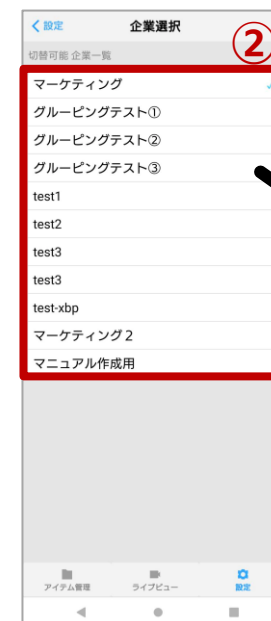 設定 企業選択
②
切替可能 企業一覧
マーケティング
グルーピングテスト①
グルーピングテスト②
グルーピングテスト③
test1
test2
test3
test3
test-xbp
マーケティング２
マニュアル作成用
アイテム管理 ライブビュー 設定